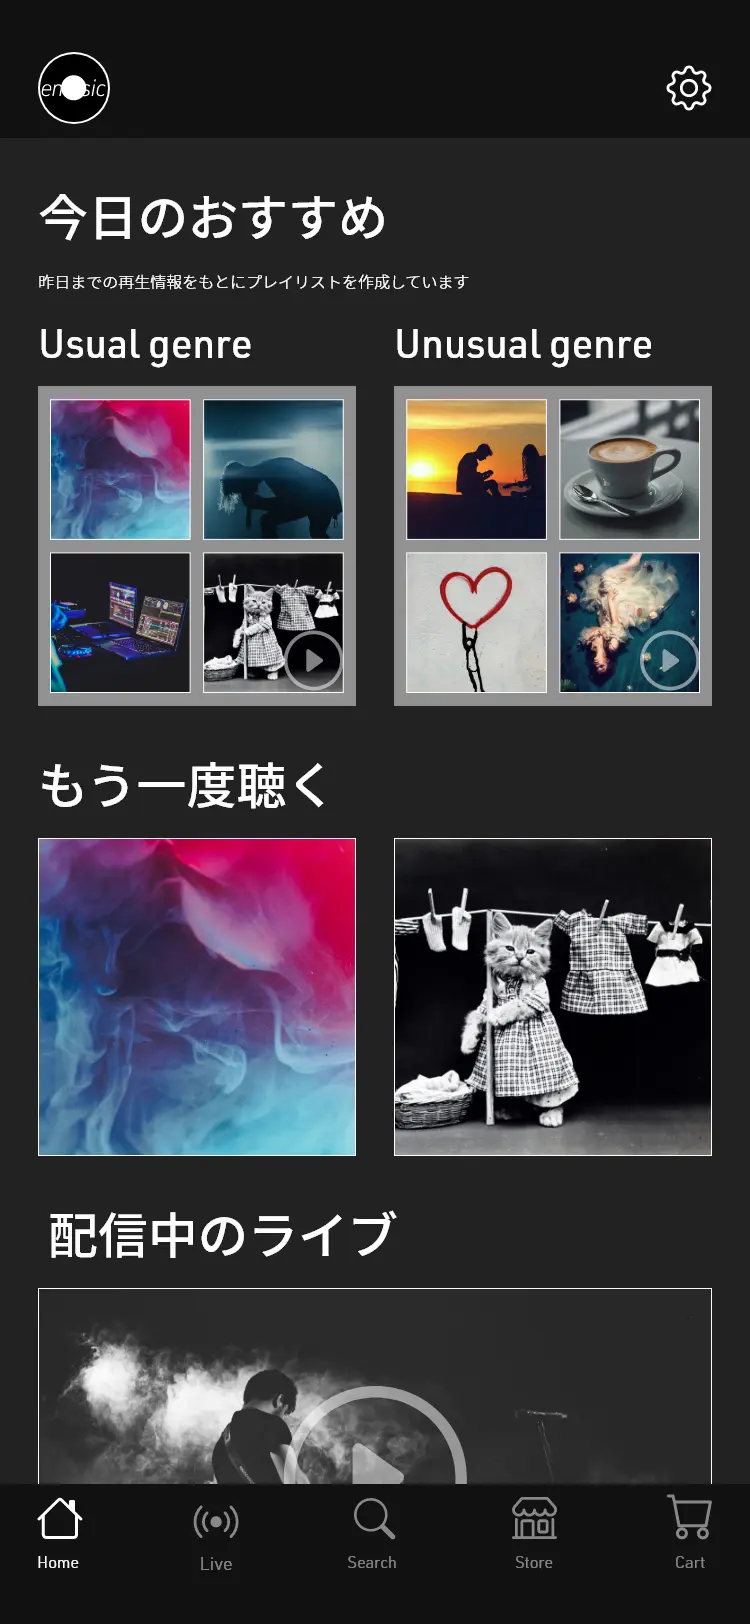 今日のおすすめ
昨日までの再生情報をもとにプレイリストを作成しています
Usual genre
Unusual genre
もう一度聴く
配信中のライブ
Home
Live
Search
Store
Cart